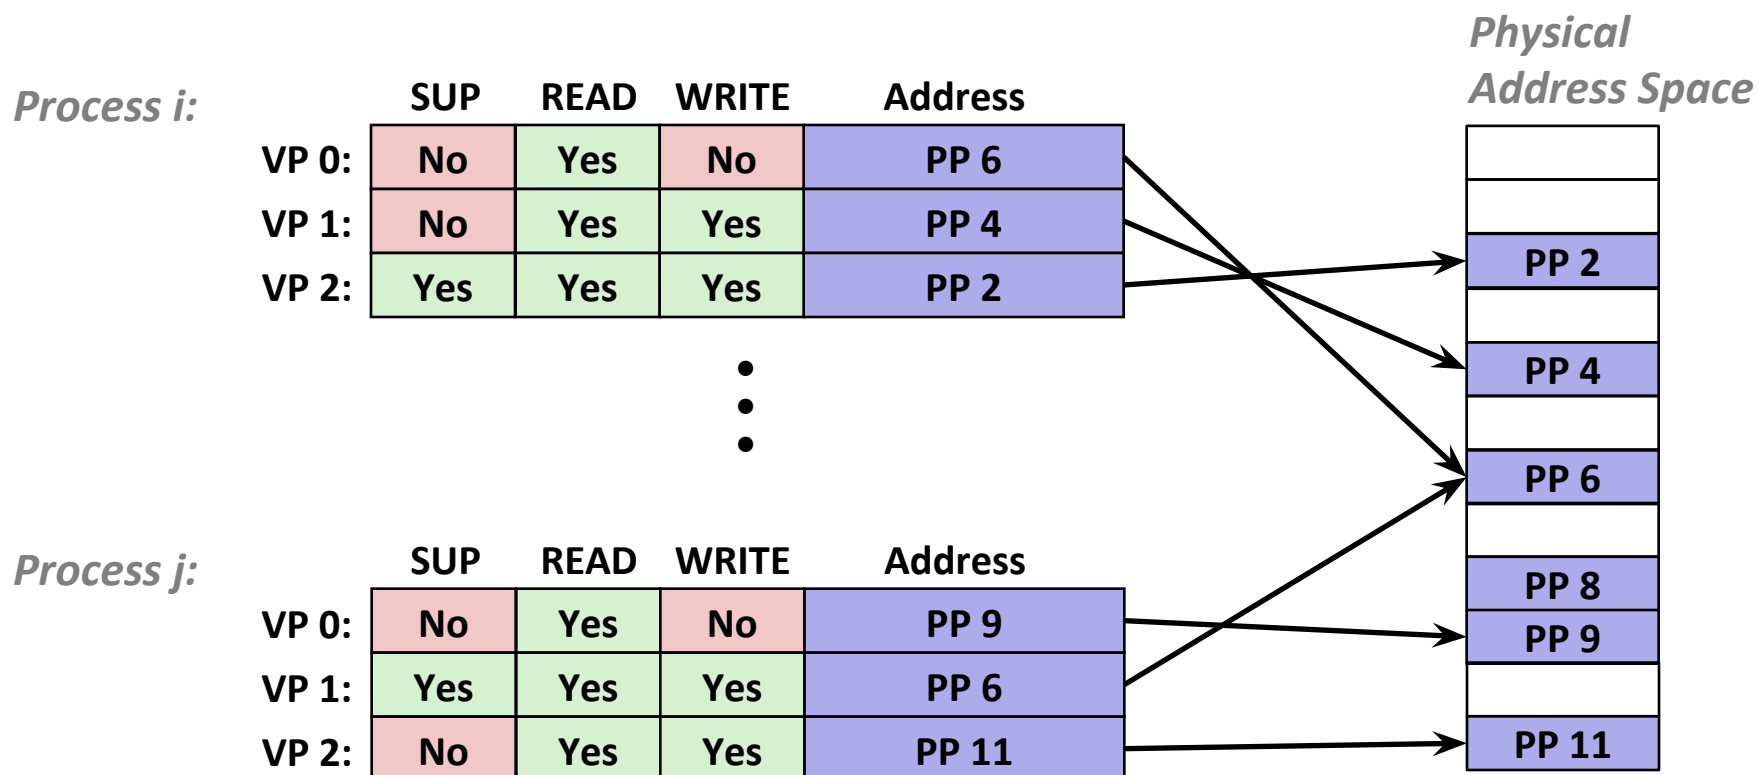 Physical
Address Space
Process i:
SUP READ WRITE Address
VP 0: No Yes No PP 6
VP 1: No Yes Yes PP 4
VP 2: Yes Yes Yes PP 2
PP 2
PP 4
PP 6
PP 8
PP 9
PP 11
Process j:
SUP READ WRITE Address
VP 0: No Yes No PP 9
VP 1: Yes Yes Yes PP 6
VP 2: No Yes Yes PP 11